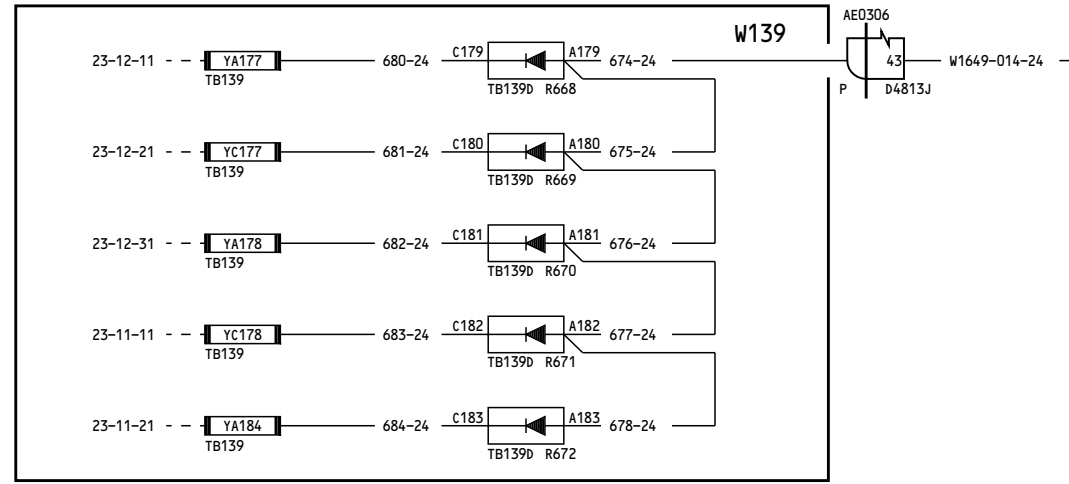 AE0306
W139
23-12-11 YA177 680-24 C179 A179 674-24 43 W1649-014-24
TB139 TB139D R668 P D4813J
23-12-21 YC177 681-24 C180 A180 675-24
TB139 TB139D R669
23-12-31 YA178 682-24 C181 A181 676-24
TB139 TB139D R670
23-11-11 YC178 683-24 C182 A182 677-24
TB139 TB139D R671
23-11-21 YA184 684-24 C183 A183 678-24
TB139 TB139D R672